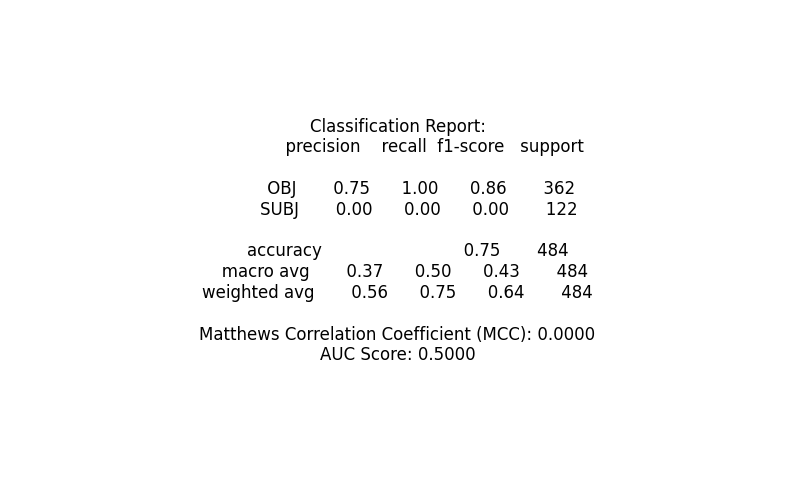 Classification Report:
precision recall f1-score support
OBJ 0.75 1.00 0.86 362
SUBJ 0.00 0.00 0.00 122
accuracy 0.75 484
macro avg 0.37 0.50 0.43 484
weighted avg 0.56 0.75 0.64 484
Matthews Correlation Coefficient (MCC): 0.0000
AUC Score: 0.5000